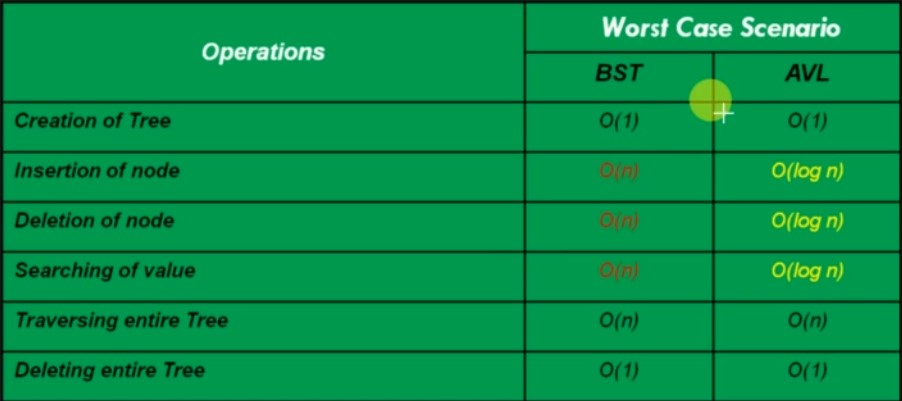 Operations
Worst Case Scenario
BST AVL
Creation of Tree O(1) O(1)
Insertion of node O(n) O(log n)
Deletion of node O(n) O(log n)
Searching of value O(n) O(log n)
Traversing entire Tree O(n) O(n)
Deleting entire Tree O(1) O(1)